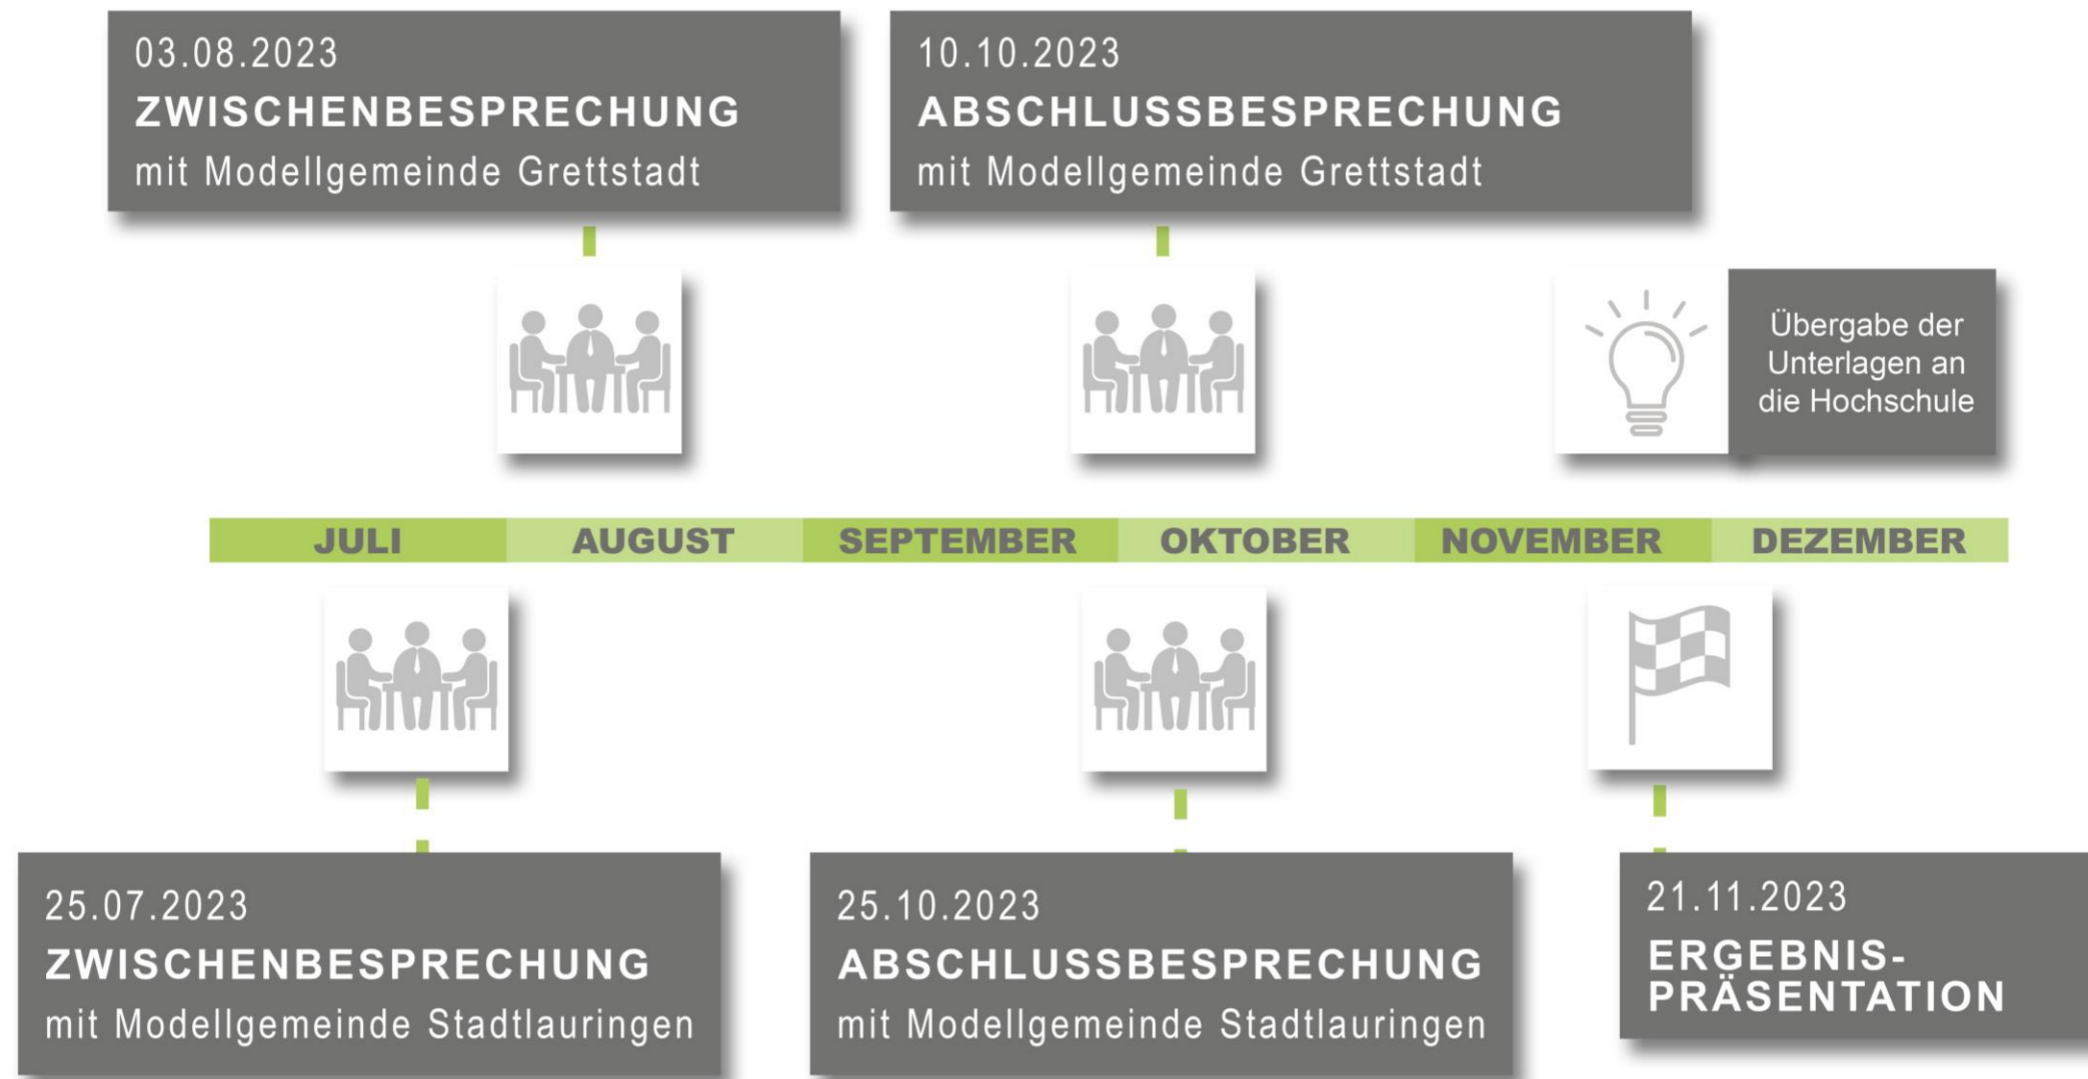 03.08.2023
ZWISCHENBESPRECHUNG
mit Modellgemeinde Grettstadt
10.10.2023
ABSCHLUSSBESPRECHUNG
mit Modellgemeinde Grettstadt
Übergabe der
Unterlagen an
die Hochschule
JULI AUGUST SEPTEMBER OKTOBER NOVEMBER DEZEMBER
25.07.2023
ZWISCHENBESPRECHUNG
mit Modellgemeinde Stadtlauringen
25.10.2023
ABSCHLUSSBESPRECHUNG
mit Modellgemeinde Stadtlauringen
21.11.2023
ERGEBNIS-
PRÄSENTATION